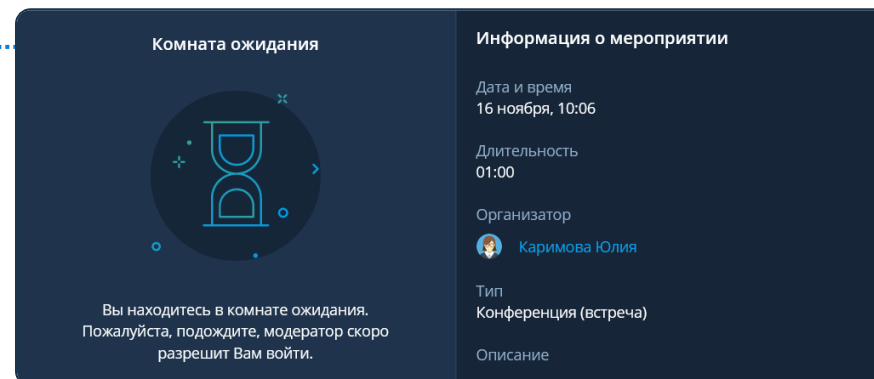 Комната ожидания
Вы находитесь в комнате ожидания.
Пожалуйста, подождите, модератор скоро
разрешит Вам войти.
Информация о мероприятии
Дата и время
16 ноября, 10:06
Длительность
01:00
Организатор
Каримова Юлия
Тип
Конференция (встреча)
Описание